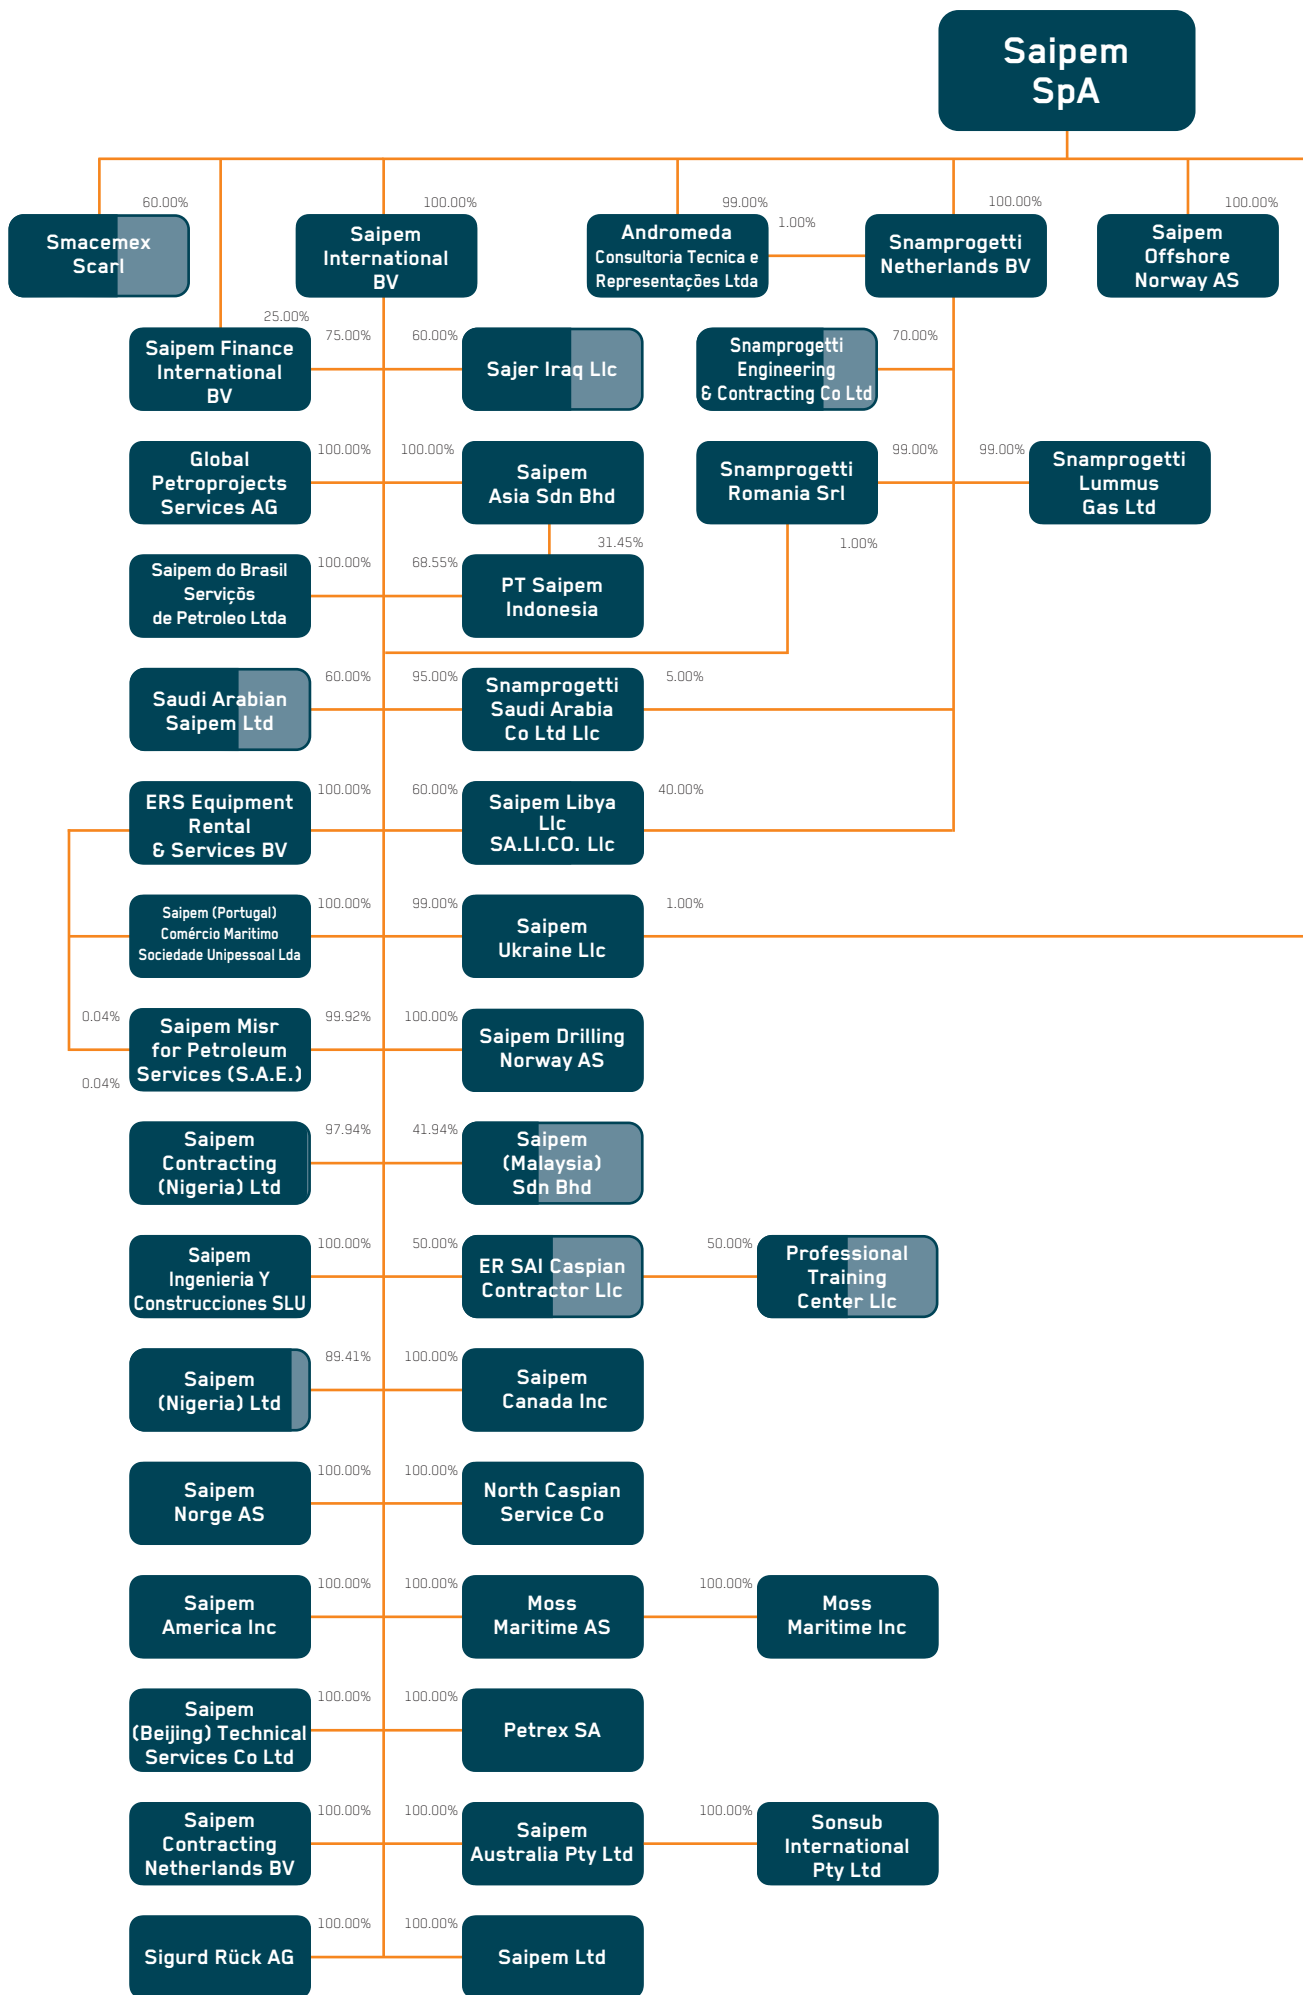 Saipem
SpA
60.00%
100.00%
99.00%
1.00%
100.00%
100.00%
Smacemex
Scarl
Saipem
International
BV
Andromeda
Consultoria Tecnica e
Representações Ltda
Snamprogetti
Netherlands BV
Saipem
Offshore
Norway AS
25.00%
75.00%
60.00%
70.00%
Saipem Finance
International
BV
Sajer Iraq Llc
Snamprogetti
Engineering
& Contracting Co Ltd
100.00%
100.00%
99.00%
99.00%
Global
Petroprojects
Services AG
Saipem
Asia Sdn Bhd
Snamprogetti
Romania Srl
Snamprogetti
Lummus
Gas Ltd
31.45%
1.00%
100.00%
68.55%
Saipem do Brasil
Serviçõs
de Petroleo Ltda
PT Saipem
Indonesia
60.00%
95.00%
5.00%
Saudi Arabian
Saipem Ltd
Snamprogetti
Saudi Arabia
Co Ltd Llc
100.00%
60.00%
40.00%
ERS Equipment
Rental
& Services BV
Saipem Libya
Llc
SA.LI.CO. Llc
100.00%
99.00%
1.00%
Saipem (Portugal)
Comércio Maritimo
Sociedade Unipessoal Lda
Saipem
Ukraine Llc
0.04%
99.92%
100.00%
Saipem Misr
for Petroleum
Services (S.A.E.)
Saipem Drilling
Norway AS
0.04%
97.94%
41.94%
Saipem
Contracting
(Nigeria) Ltd
Saipem
(Malaysia)
Sdn Bhd
100.00%
50.00%
50.00%
Saipem
Ingenieria Y
Construcciones SLU
ER SAI Caspian
Contractor Llc
Professional
Training
Center Llc
89.41%
100.00%
Saipem
(Nigeria) Ltd
Saipem
Canada Inc
100.00%
100.00%
Saipem
Norge AS
North Caspian
Service Co
100.00%
100.00%
100.00%
Saipem
America Inc
Moss
Maritime AS
Moss
Maritime Inc
100.00%
100.00%
Saipem
(Beijing) Technical
Services Co Ltd
Petrex SA
100.00%
100.00%
100.00%
Saipem
Contracting
Netherlands BV
Saipem
Australia Pty Ltd
Sonsub
International
Pty Ltd
100.00%
100.00%
Sigurd Rück AG
Saipem Ltd